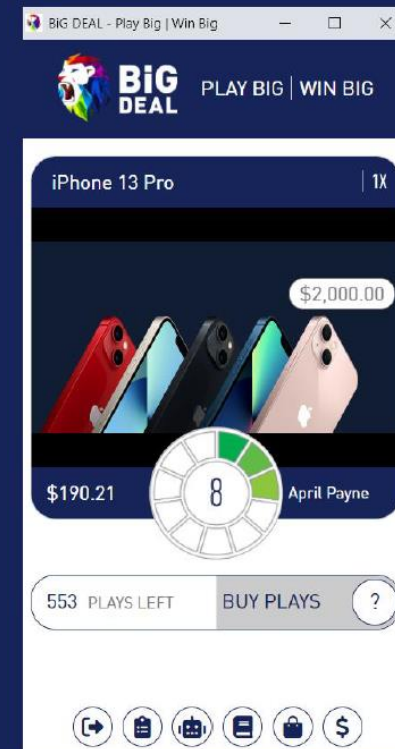 BiG DEAL - Play Big | Win Big
BiG
DEAL
PLAY BIG | WIN BIG
iPhone 13 Pro
1X
$2,000.00
$190.21
8
April Payne
553 PLAYS LEFT
BUY PLAYS
?
$